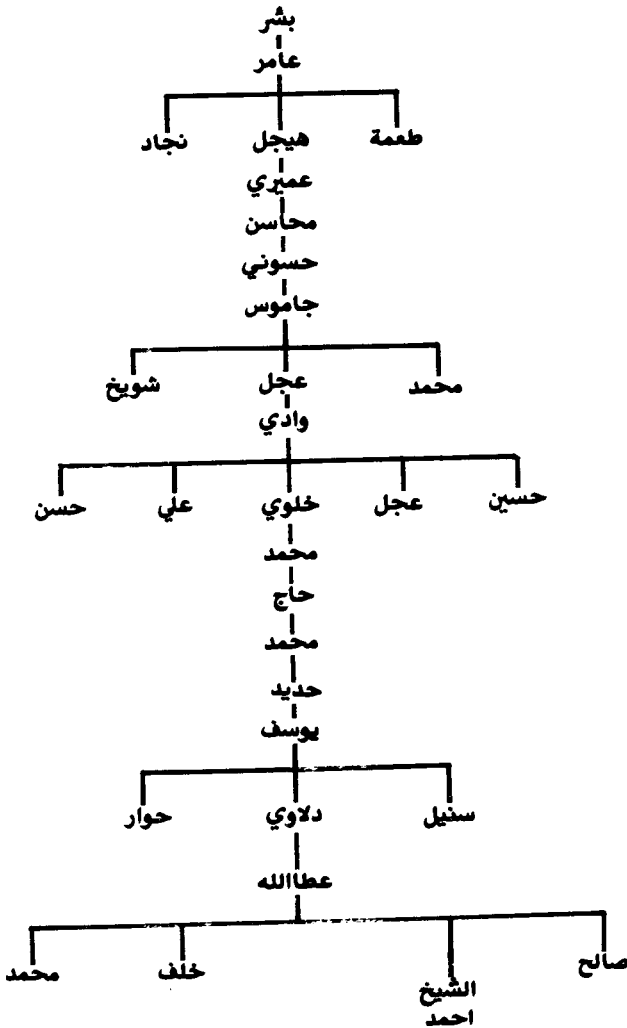 بشر
عامر
طعمة هيجل نجاد
عميري
محاسن
حسوني
جاموس
محمد عجل شويخ
وادي
حسين عجل خلوي علي حسن
محمد
حاج
محمد
حديد
يوسف
سنيل دلاوي حوار
عطاالله
صالح الشيخ خلف محمد
احمد